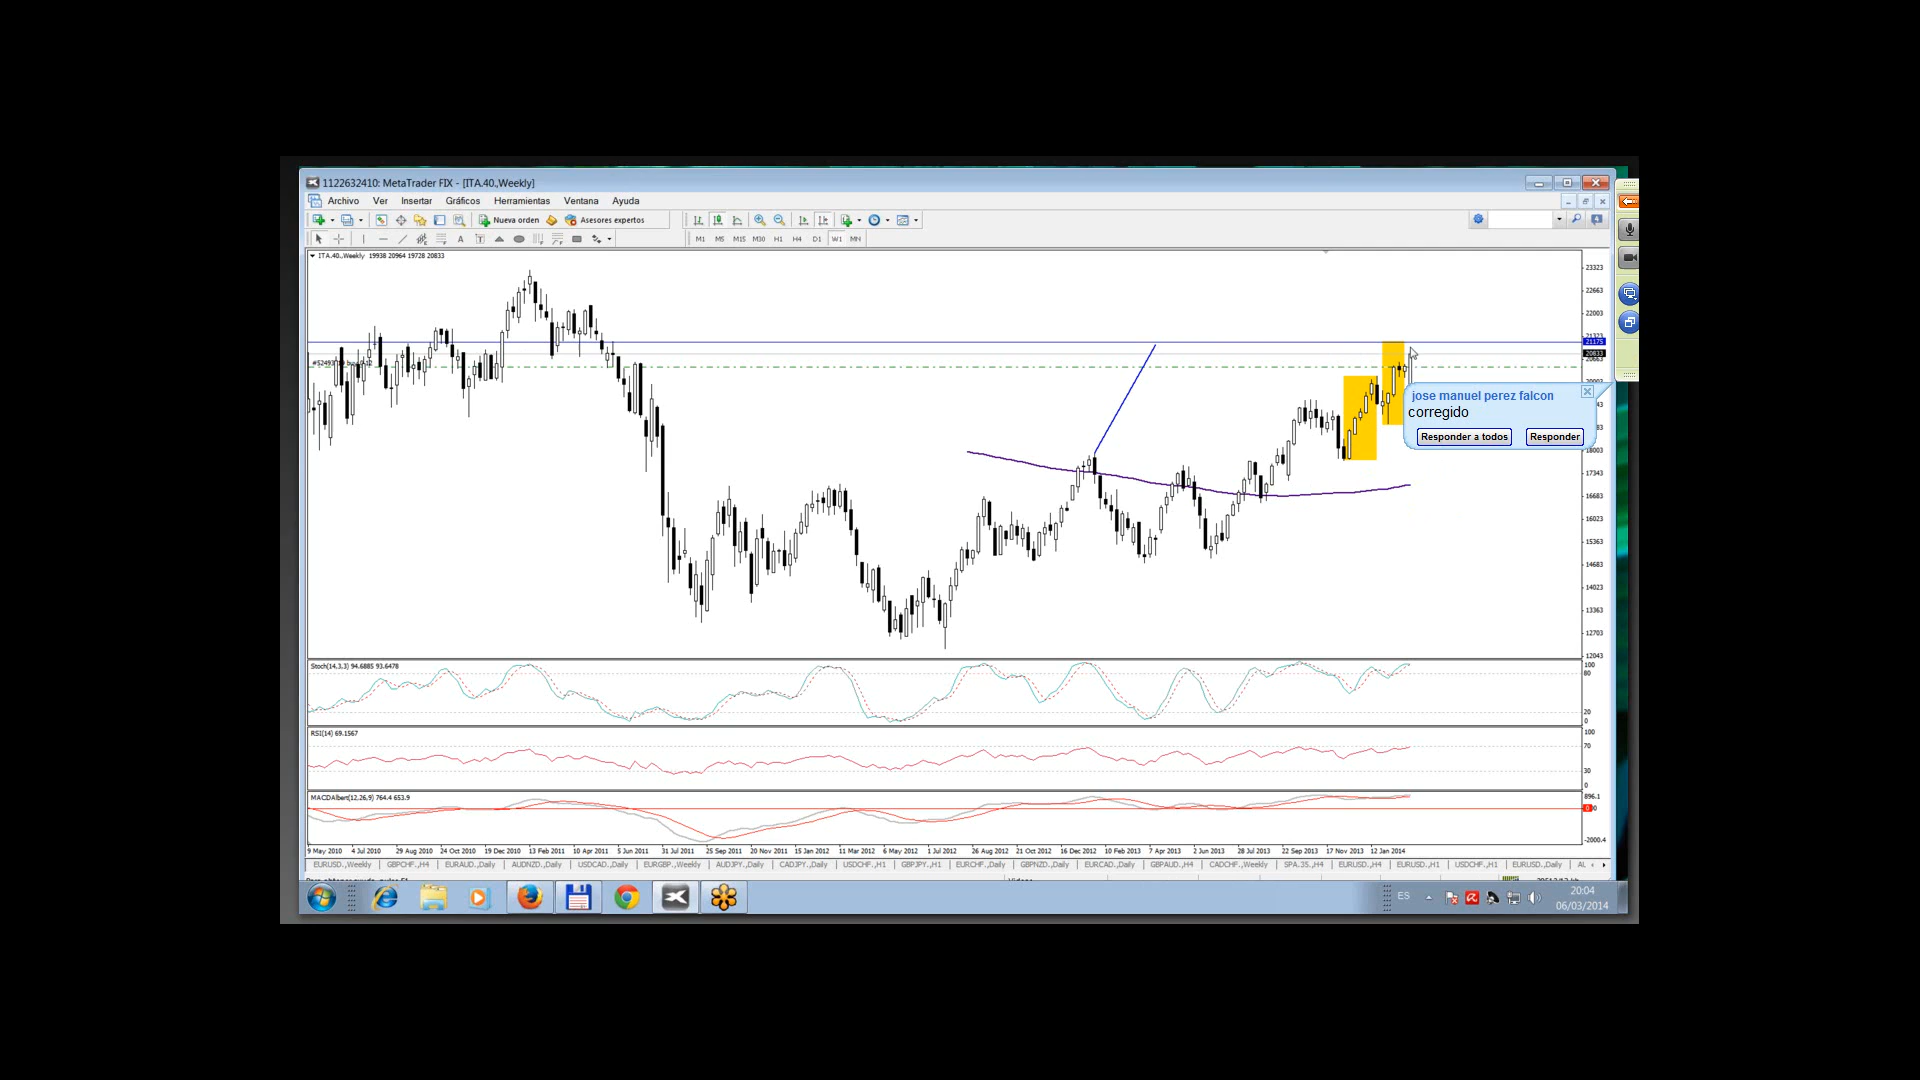 1122632410: MetaTrader FIX - [ITA.40.,Weekly]
Archivo Ver Insertar Gráficos Herramientas Ventana Ayuda
Nueva orden Asesores expertos
A T M1 M5 M15 M30 H1 H4 D1 W1 MN
ITA.40.,Weekly 19938 20964 19728 20833
23323
22663
22003
21323
21175
20833
20663
20003
18003
17343
16683
16023
15363
14683
14023
13363
12703
12043
jose manuel perez falcon
corregido
Responder a todos Responder
Stoch(14,3,3) 94.6885 93.6478
100
80
20
0
RSI(14) 69.1567
100
70
30
0
MACDAlbert(12,26,9) 764.4 653.9
896.1
-2000.4
9 May 2010 4 Jul 2010 29 Aug 2010 24 Oct 2010 19 Dec 2010 13 Feb 2011 10 Apr 2011 5 Jun 2011 31 Jul 2011 25 Sep 2011 20 Nov 2011 15 Jan 2012 11 Mar 2012 6 May 2012 1 Jul 2012 26 Aug 2012 21 Oct 2012 16 Dec 2012 10 Feb 2013 7 Apr 2013 2 Jun 2013 28 Jul 2013 22 Sep 2013 17 Nov 2013 12 Jan 2014
EURUSD.,Weekly GBPCHF.,H4 EURAUD.,Daily AUDNZD.,Daily USDCAD.,Daily EURGBP.,Weekly AUDJPY.,Daily CADJPY.,Daily USDCHF.,H1 GBPJPY.,H1 EURCHF.,Daily GBPNZD.,Daily EURCAD.,Daily GBPAUD.,H4 CADCHF.,Weekly SPA.35.,H4 EURUSD.,H4 EURUSD.,H1 USDCHF.,H1 EURUSD.,Daily
ES
20:04
06/03/2014